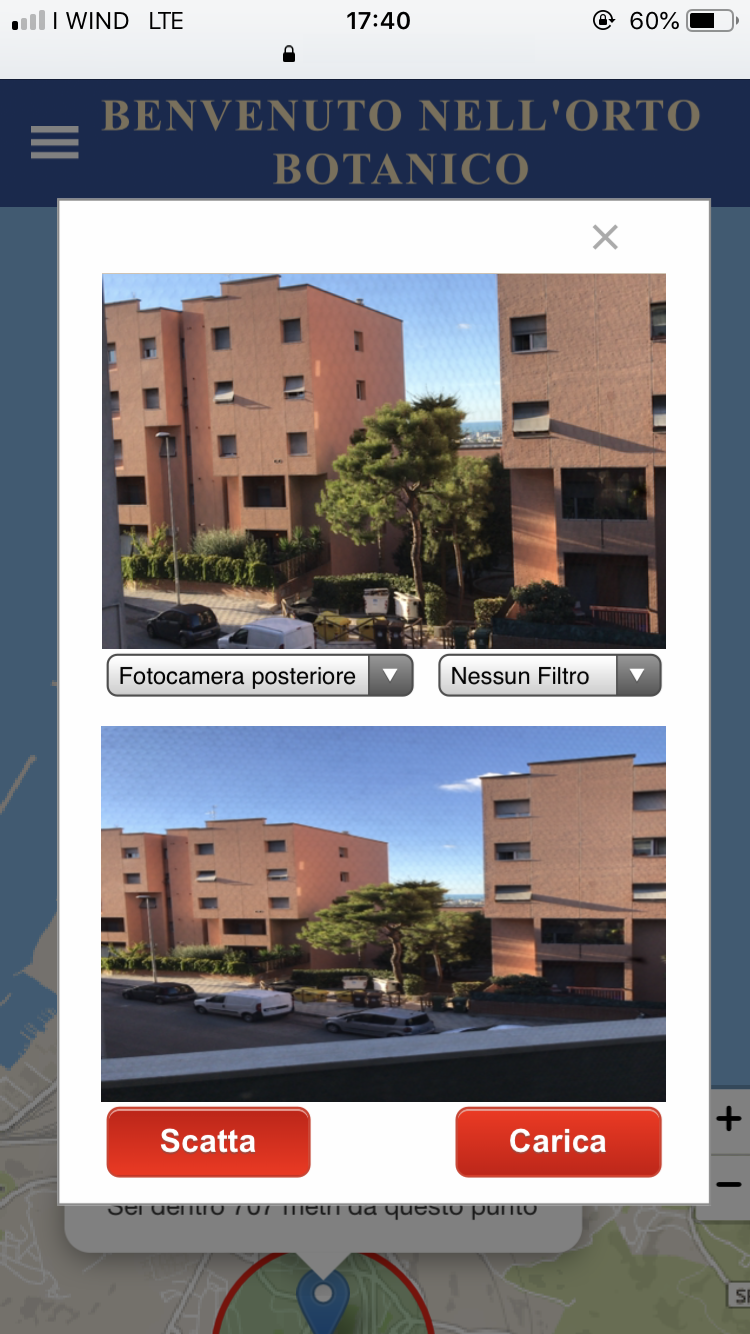 I WIND LTE 17:40 60%
BENVENUTO NELL'ORTO
BOTANICO
×
Fotocamera posteriore Nessun Filtro
Scatta Carica
+
−
Sei dentro 707 metri da questo punto